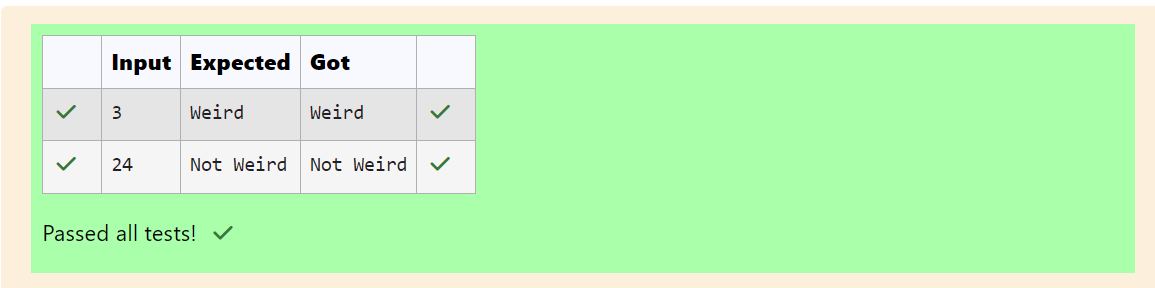 Input Expected Got
3 Weird Weird
24 Not Weird Not Weird
Passed all tests!